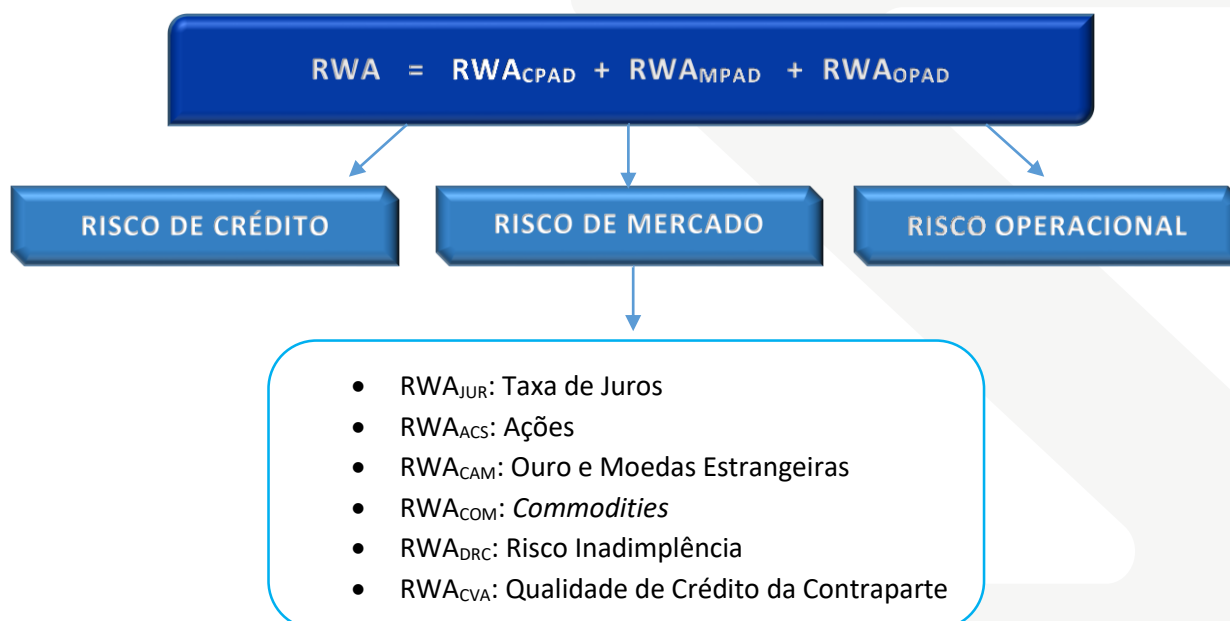 RWA = RWACPAD + RWAMPAD + RWAOPAD
RISCO DE CRÉDITO
RISCO DE MERCADO
RISCO OPERACIONAL
• RWAJUR: Taxa de Juros
• RWAACS: Ações
• RWACAM: Ouro e Moedas Estrangeiras
• RWACOM: Commodities
• RWADRC: Risco Inadimplência
• RWACVA: Qualidade de Crédito da Contraparte